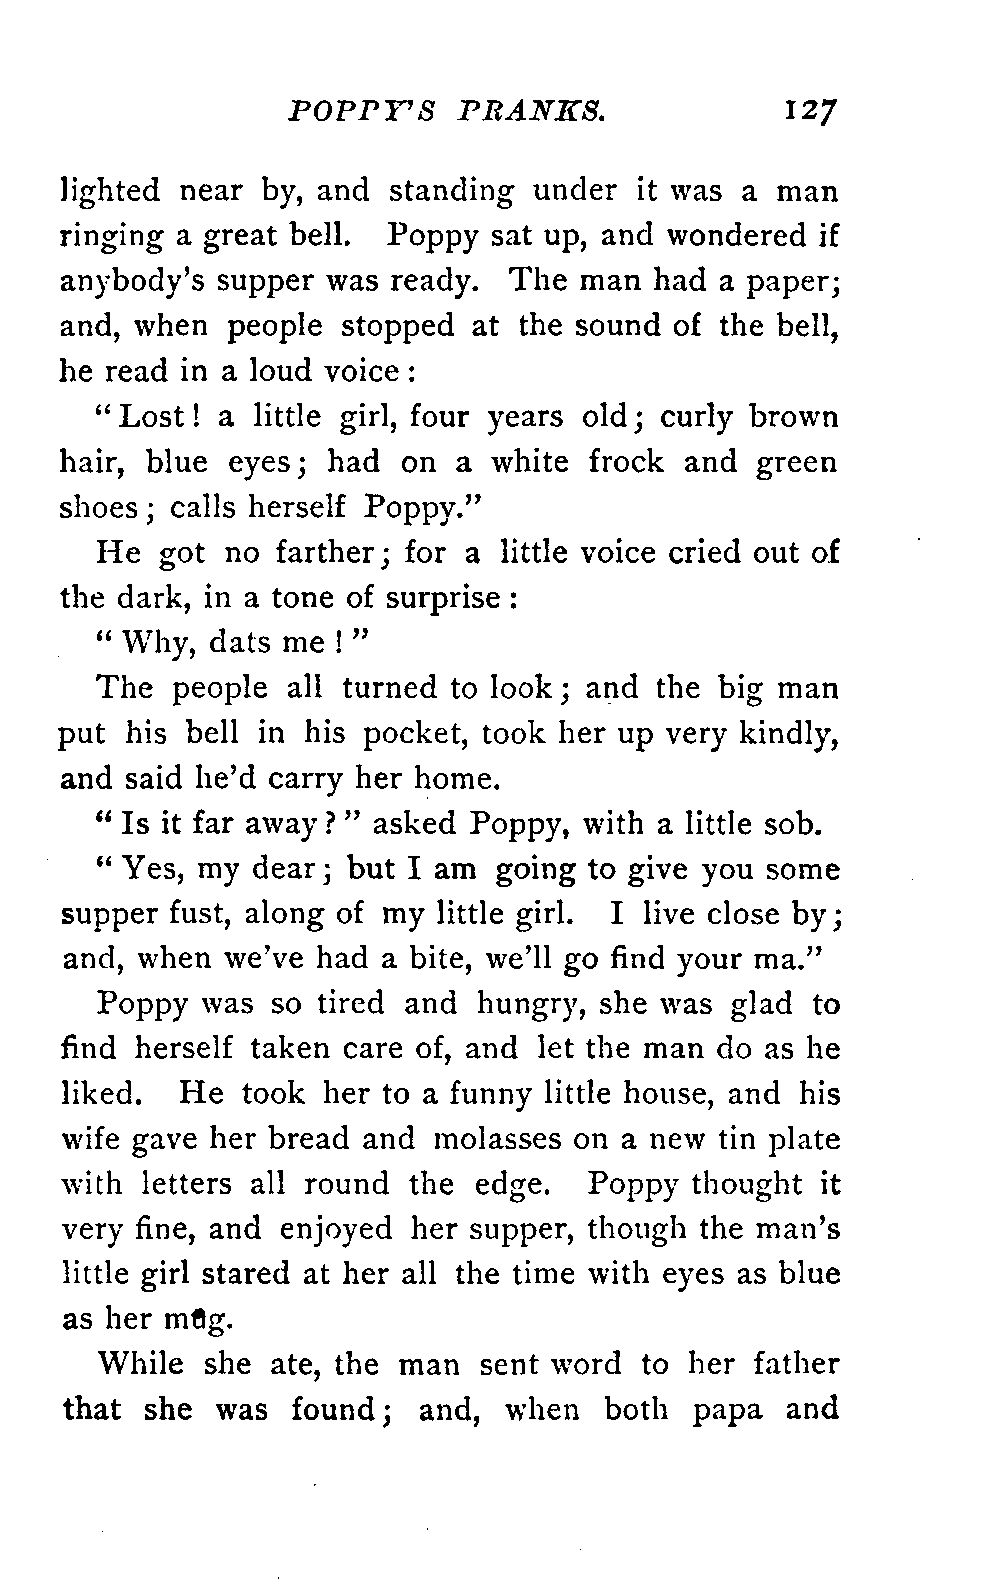 POPPY'S PRANKS. 127
lighted near by, and standing under it was a man
ringing a great bell. Poppy sat up, and wondered if
anybody's supper was ready. The man had a paper;
and, when people stopped at the sound of the bell,
he read in a loud voice:
"Lost! a little girl, four years old; curly brown
hair, blue eyes; had on a white frock and green
shoes; calls herself Poppy."
He got no farther; for a little voice cried out of
the dark, in a tone of surprise:
"Why, dats me!"
The people all turned to look; and the big man
put his bell in his pocket, took her up very kindly,
and said he'd carry her home.
"Is it far away?" asked Poppy, with a little sob.
"Yes, my dear; but I am going to give you some
supper fust, along of my little girl. I live close by;
and, when we've had a bite, we'll go find your ma."
Poppy was so tired and hungry, she was glad to
find herself taken care of, and let the man do as he
liked. He took her to a funny little house, and his
wife gave her bread and molasses on a new tin plate
with letters all round the edge. Poppy thought it
very fine, and enjoyed her supper, though the man's
little girl stared at her all the time with eyes as blue
as her mug.
While she ate, the man sent word to her father
that she was found; and, when both papa and